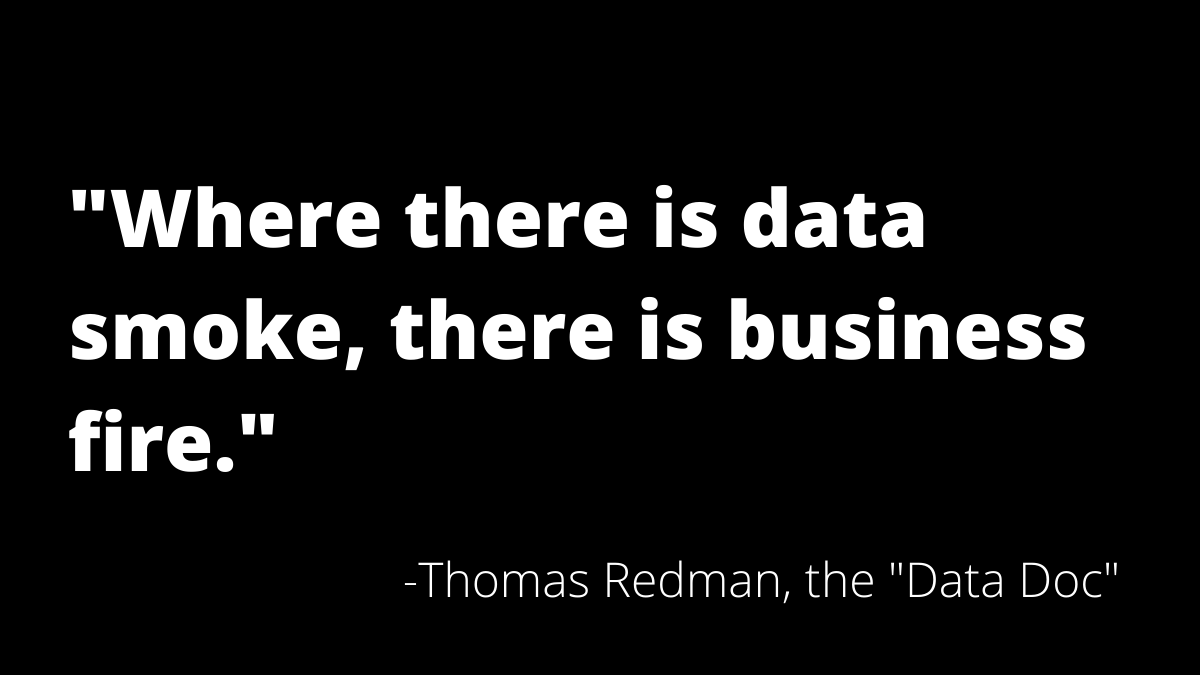 "Where there is data
smoke, there is business
fire."
-Thomas Redman, the "Data Doc"